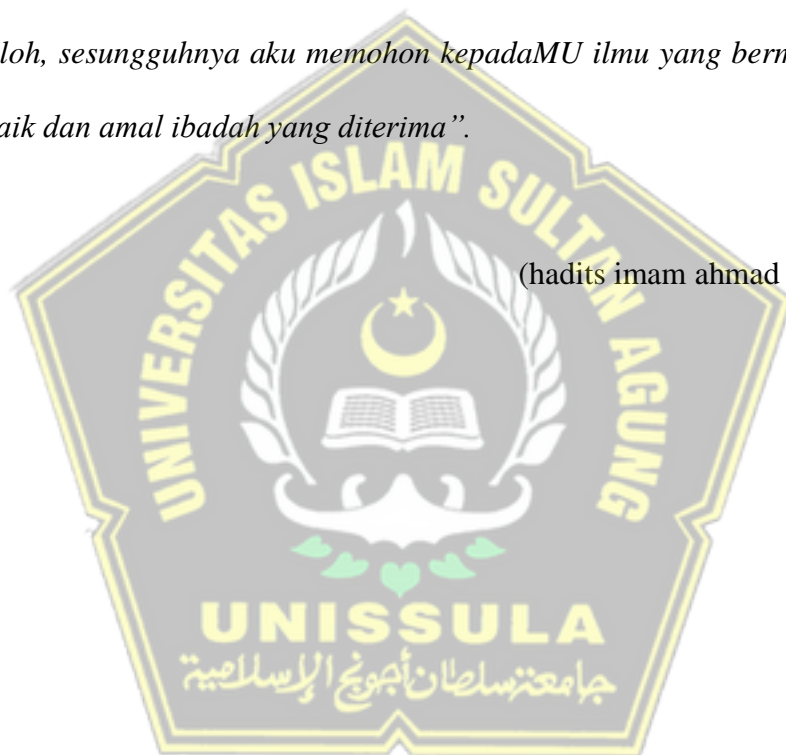 loh, sesungguhnya aku memohon kepadaMU ilmu yang berm
aik dan amal ibadah yang diterima”.
UNIVERSITAS ISLAM SULTAN AGUNG
(hadits imam ahmad
UNISSULA
جامعة سلطان أجونج الإسلامية